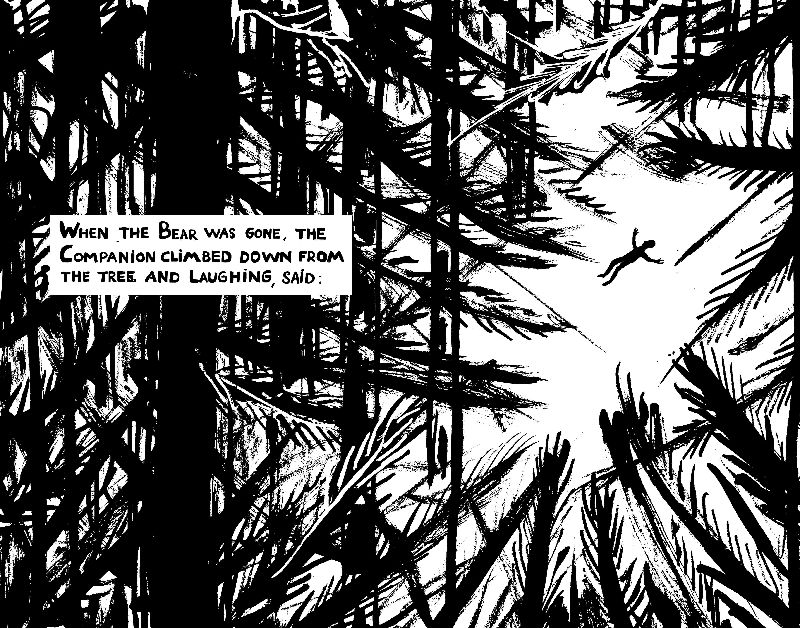 WHEN THE BEAR WAS GONE, THE
COMPANION CLIMBED DOWN FROM
THE TREE AND LAUGHING, SAID: